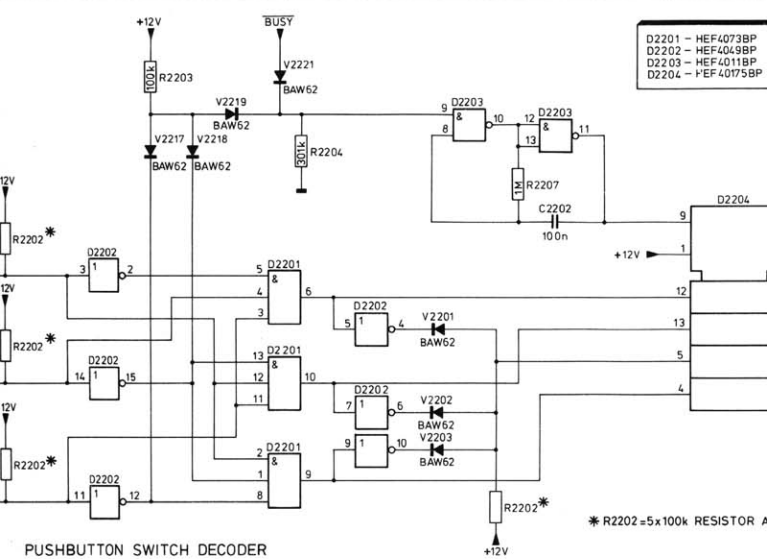 +12V
BUSY
D2201 – HEF4073BP
D2202 – HEF4049BP
D2203 – HEF4011BP
D2204 – HEF40175BP
100k
R2203
V2221
BAW62
V2219
BAW62
V2217
BAW62
V2218
BAW62
301k
R2204
D2203
9
8
&
10
D2203
12
13
&
11
1M
R2207
C2202
100n
D2204
9
+12V
1
12
13
5
4
12V
R2202*
D2202
3
1
2
12V
R2202*
D2202
14
1
15
12V
R2202*
D2202
11
1
12
D2201
5
4
3
&
6
D2201
13
12
11
&
10
D2201
2
1
8
&
9
D2202
5
1
4
V2201
BAW62
D2202
7
1
6
V2202
BAW62
9
1
10
V2203
BAW62
R2202*
+12V
* R2202=5x100k RESISTOR A
PUSHBUTTON SWITCH DECODER